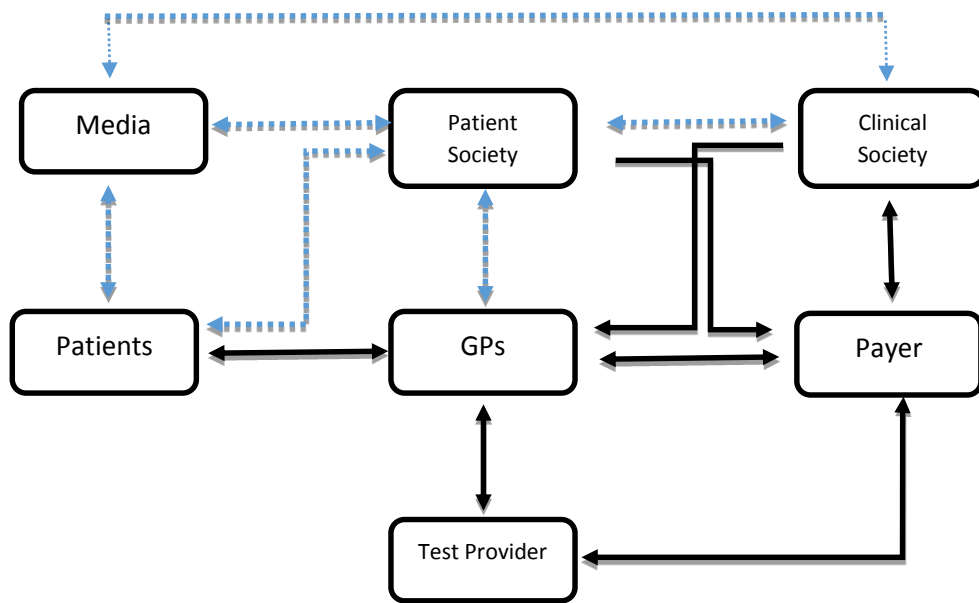 Media
Patient
Society
Clinical
Society
Patients
GPs
Payer
Test Provider